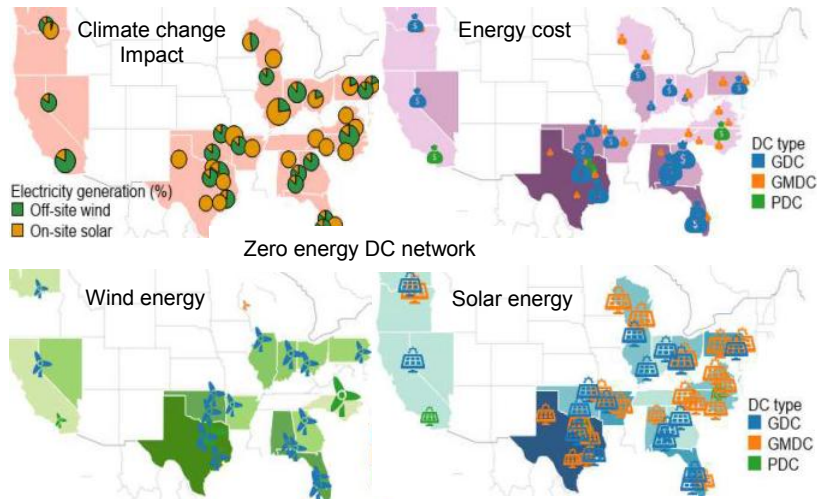 Climate change
Impact
Energy cost
Electricity generation (%)
Off-site wind
On-site solar
DC type
GDC
GMDC
PDC
Zero energy DC network
Wind energy
Solar energy
DC type
GDC
GMDC
PDC